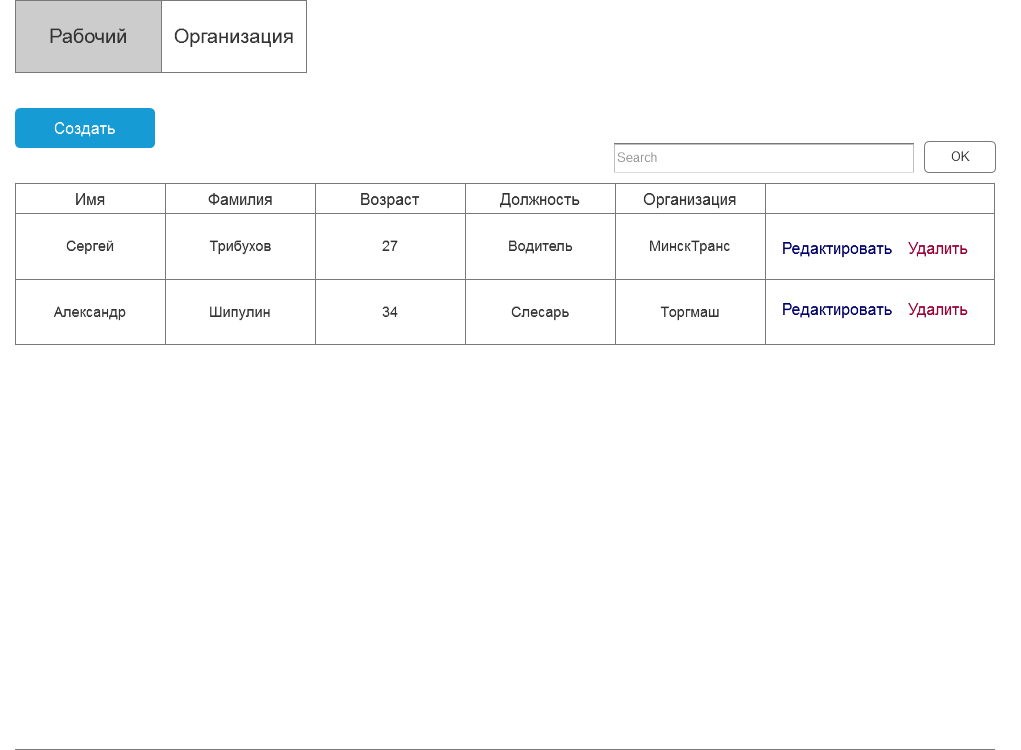 Рабочий Организация
Создать
Search OK
Имя Фамилия Возраст Должность Организация
Сергей Трибухов 27 Водитель МинскТранс Редактировать Удалить
Александр Шипулин 34 Слесарь Торгмаш Редактировать Удалить